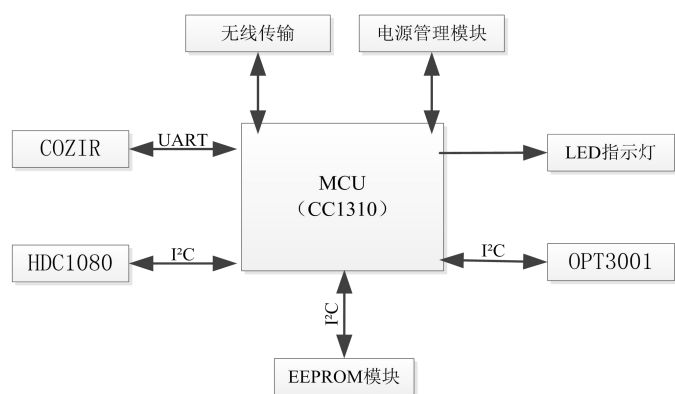 无线传输
电源管理模块
COZIR
UART
MCU
（CC1310）
LED指示灯
HDC1080
I²C
I²C
OPT3001
I²C
EEPROM模块